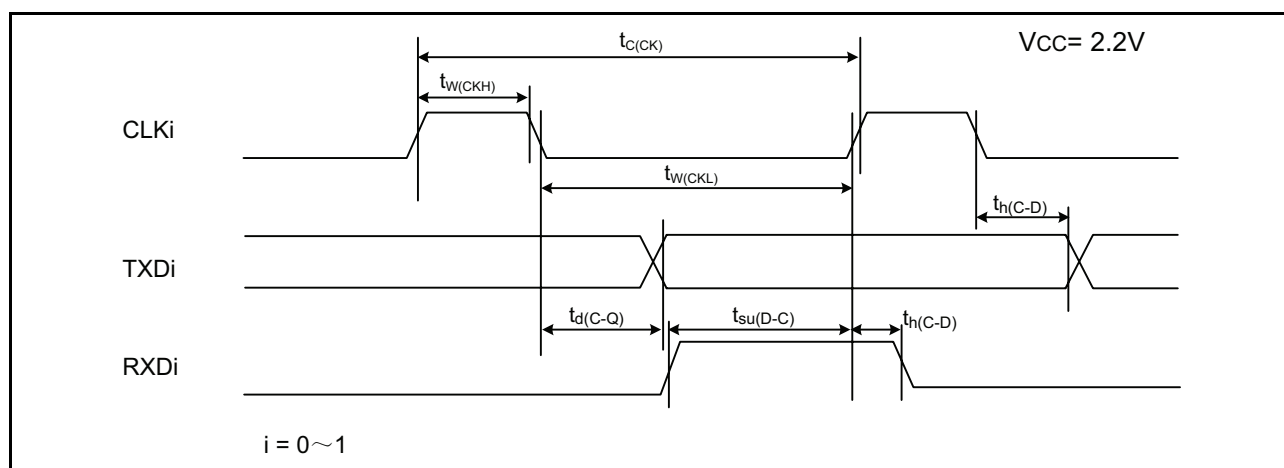 tC(CK)
VCC= 2.2V
tW(CKH)
CLKi
tW(CKL)
th(C-D)
TXDi
td(C-Q)
tsu(D-C)
th(C-D)
RXDi
i = 0～1